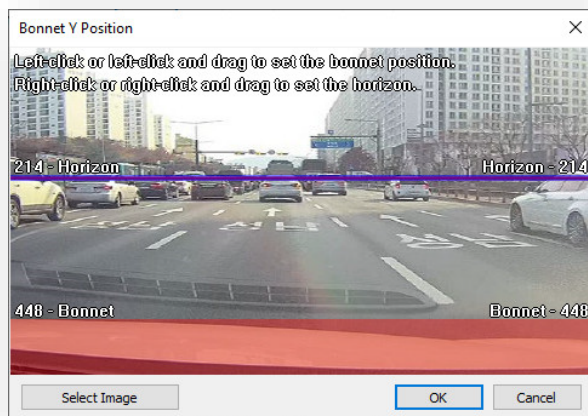 Bonnet Y Position
Left-click or left-click and drag to set the bonnet position.
Right-click or right-click and drag to set the horizon.
214 - Horizon
Horizon - 214
448 - Bonnet
Bonnet - 448
Select Image
OK
Cancel